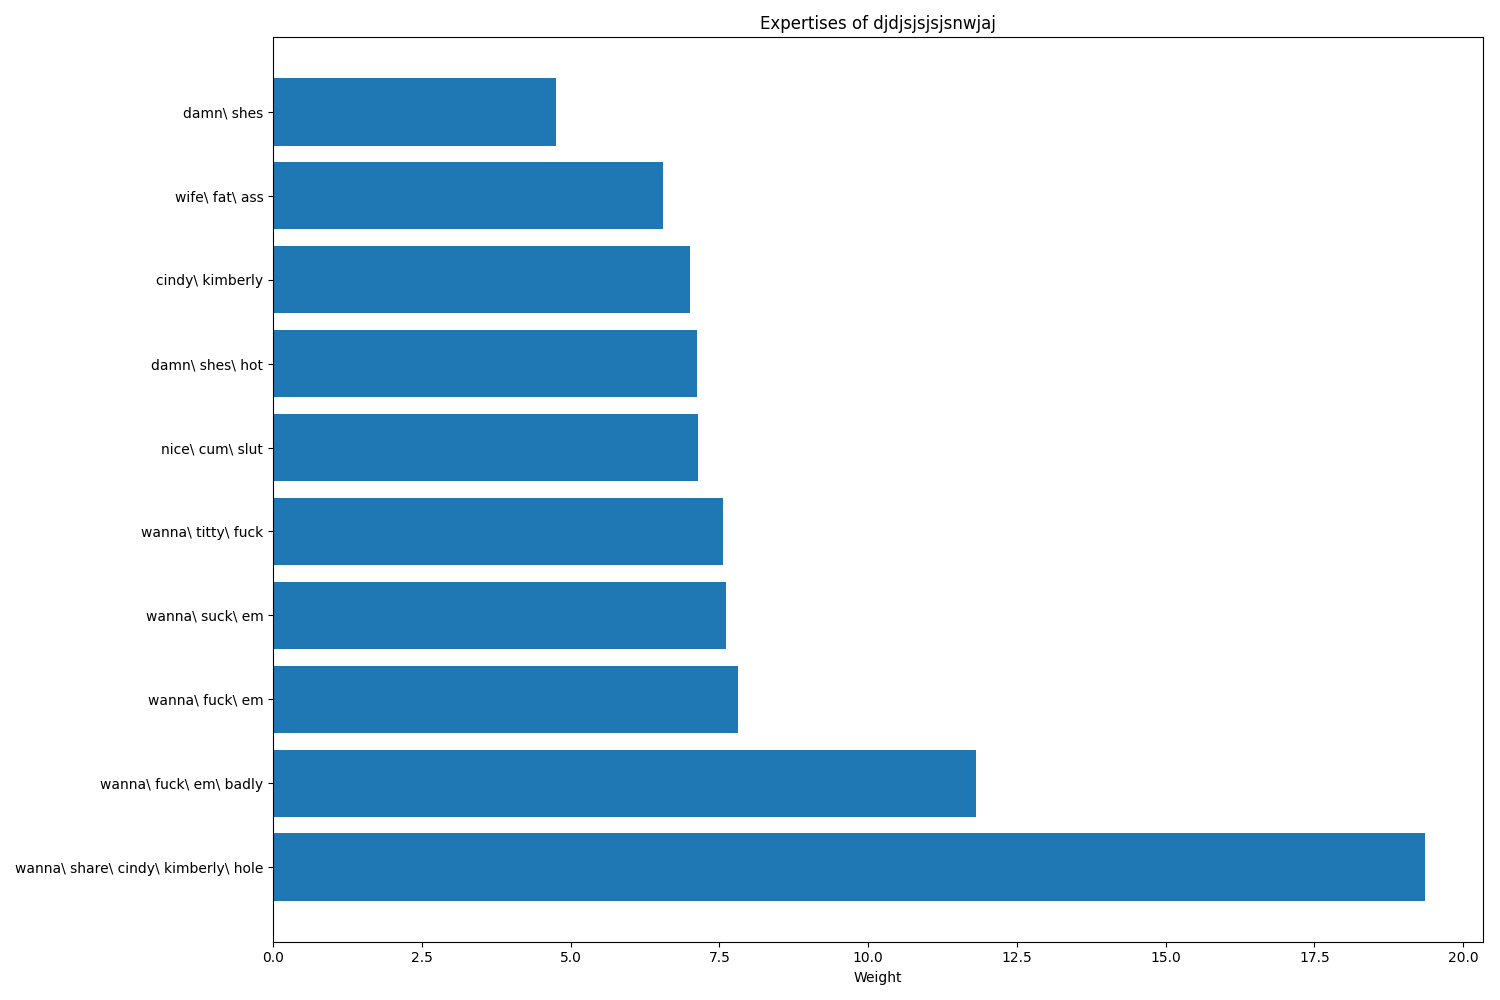 Expertises of djdjsjsjsjsnwjaj
damn\ shes
wife\ fat\ ass
cindy\ kimberly
damn\ shes\ hot
nice\ cum\ slut
wanna\ titty\ fuck
wanna\ suck\ em
wanna\ fuck\ em
wanna\ fuck\ em\ badly
wanna\ share\ cindy\ kimberly\ hole
0.0 2.5 5.0 7.5 10.0 12.5 15.0 17.5 20.0
Weight